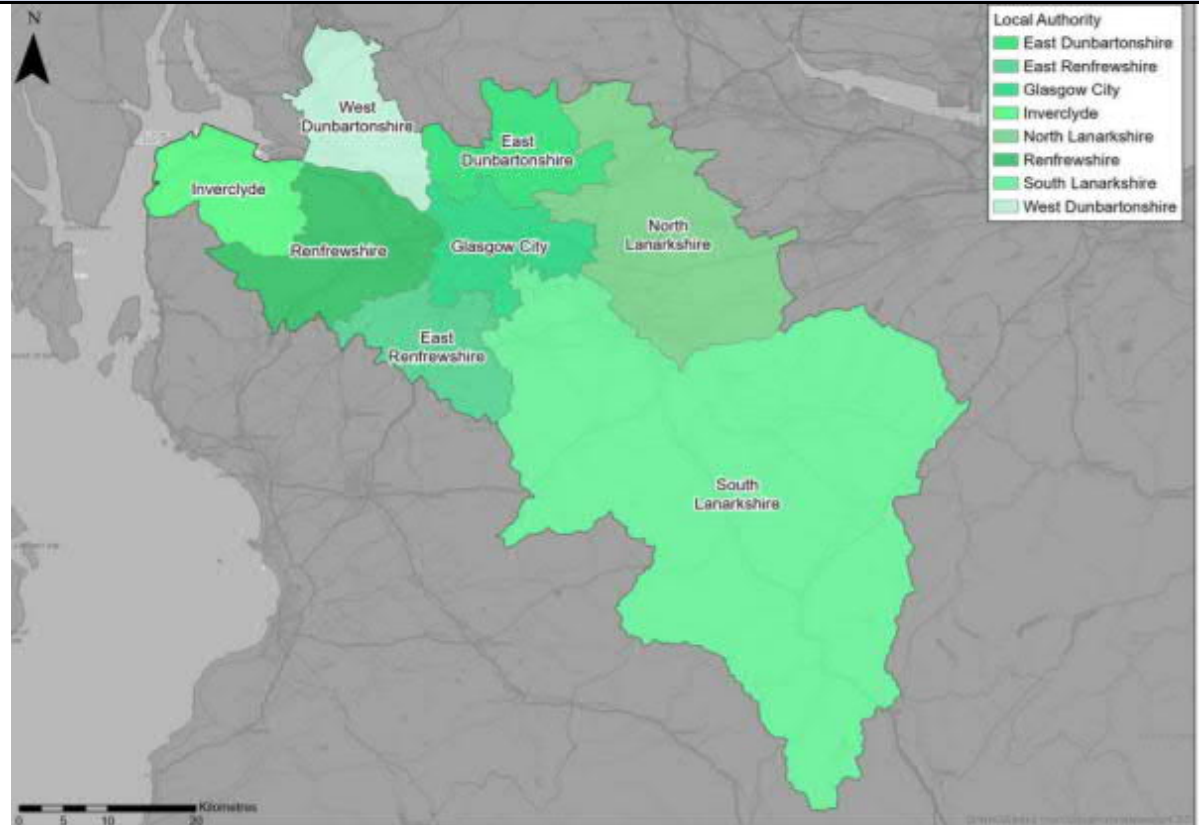 N
Local Authority
East Dunbartonshire
East Renfrewshire
Glasgow City
Inverclyde
North Lanarkshire
Renfrewshire
South Lanarkshire
West Dunbartonshire
West
Dunbartonshire
East
Dunbartonshire
Inverclyde
North
Lanarkshire
Glasgow City
Renfrewshire
East
Renfrewshire
South
Lanarkshire
Kilometres
0 5 10 20